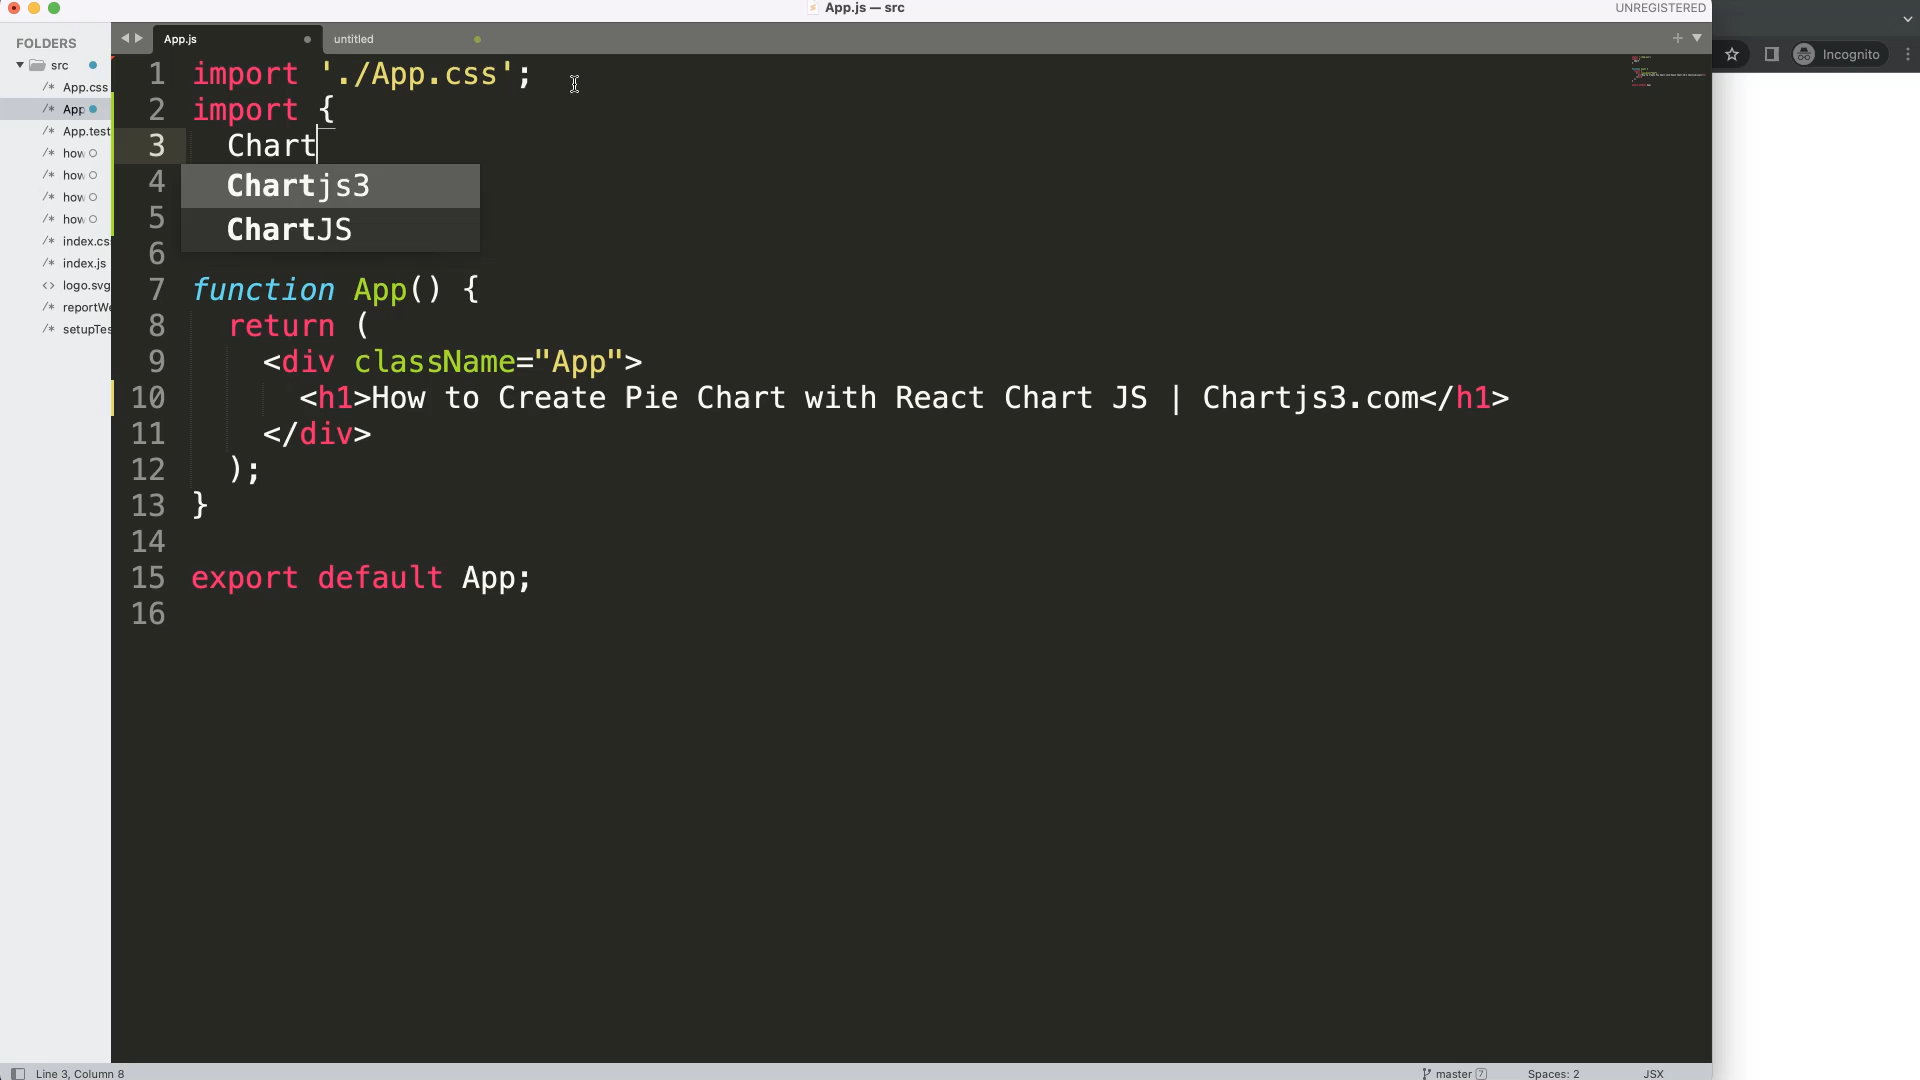 App.js — src
UNREGISTERED
FOLDERS
src
App.css
App
App.test
how
how
how
how
index.cs
index.js
logo.svg
reportWe
setupTes
App.js
untitled
Incognito
1 import './App.css';
2 import {
3 Chart
Chartjs3
ChartJS
4
5
6
7 function App() {
8 return (
9 <div className="App">
10 <h1>How to Create Pie Chart with React Chart JS | Chartjs3.com</h1>
11 </div>
12 );
13 }
14
15 export default App;
16
Line 3, Column 8
master 7
Spaces: 2
JSX